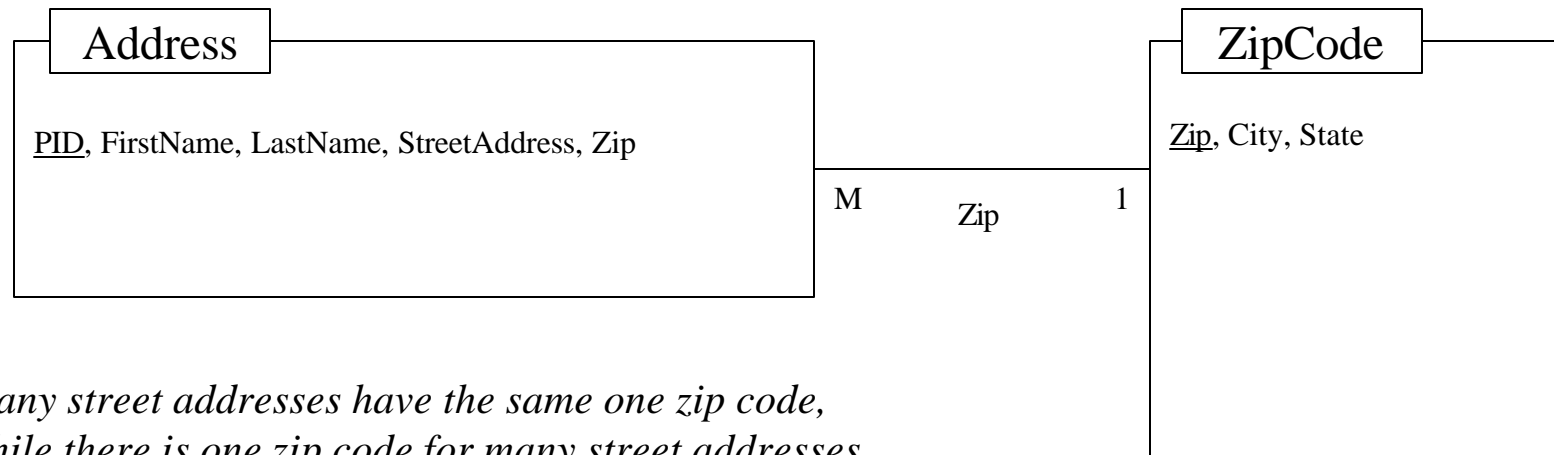 Address
ZipCode
PID, FirstName, LastName, StreetAddress, Zip
Zip, City, State
M
Zip
1
any street addresses have the same one zip code,
hile there is one zip code for many street addresses